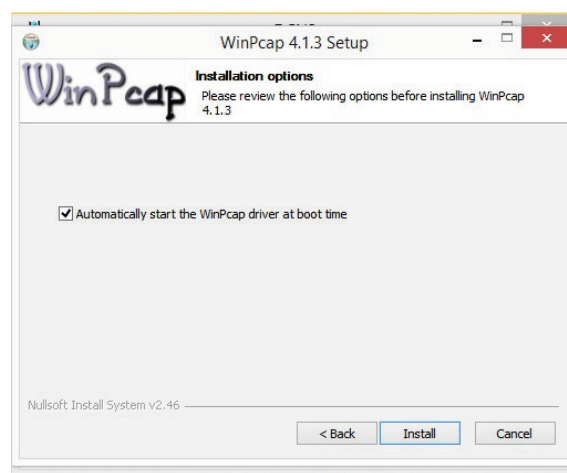 WinPcap 4.1.3 Setup
WinPcap
Installation options
Please review the following options before installing WinPcap
4.1.3
Automatically start the WinPcap driver at boot time
Nullsoft Install System v2.46
< Back
Install
Cancel